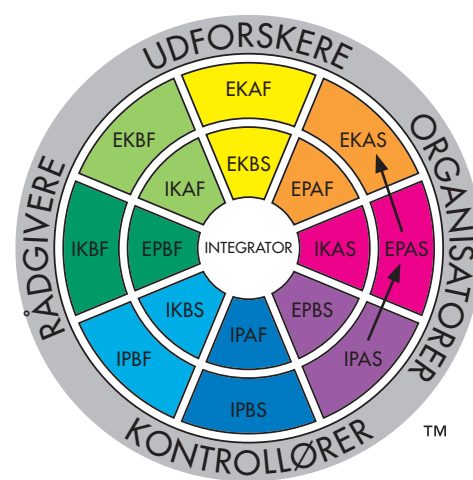 UDFORSKERE
ORGANISATORER
KONTROLLØRER
RÅDGIVERE
EKAF
EKBF
EKAS
EKBS
IKAF
EPAF
IKBF
EPBF
INTEGRATOR
IKAS
EPAS
IKBS
EPBS
IPAF
IPBF
IPAS
IPBS
TM